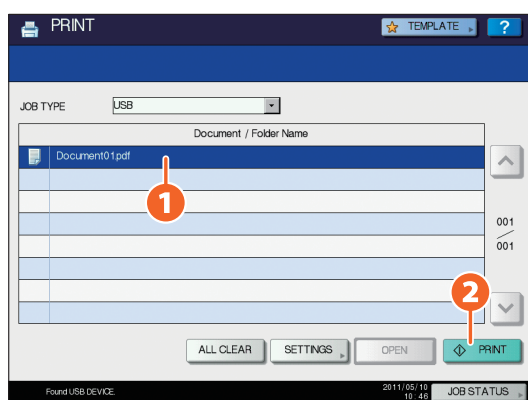 PRINT
TEMPLATE
?
JOB TYPE
USB
Document / Folder Name
Document01.pdf
1
001
001
2
ALL CLEAR
SETTINGS
OPEN
PRINT
Found USB DEVICE.
2011/05/10
10:46
JOB STATUS